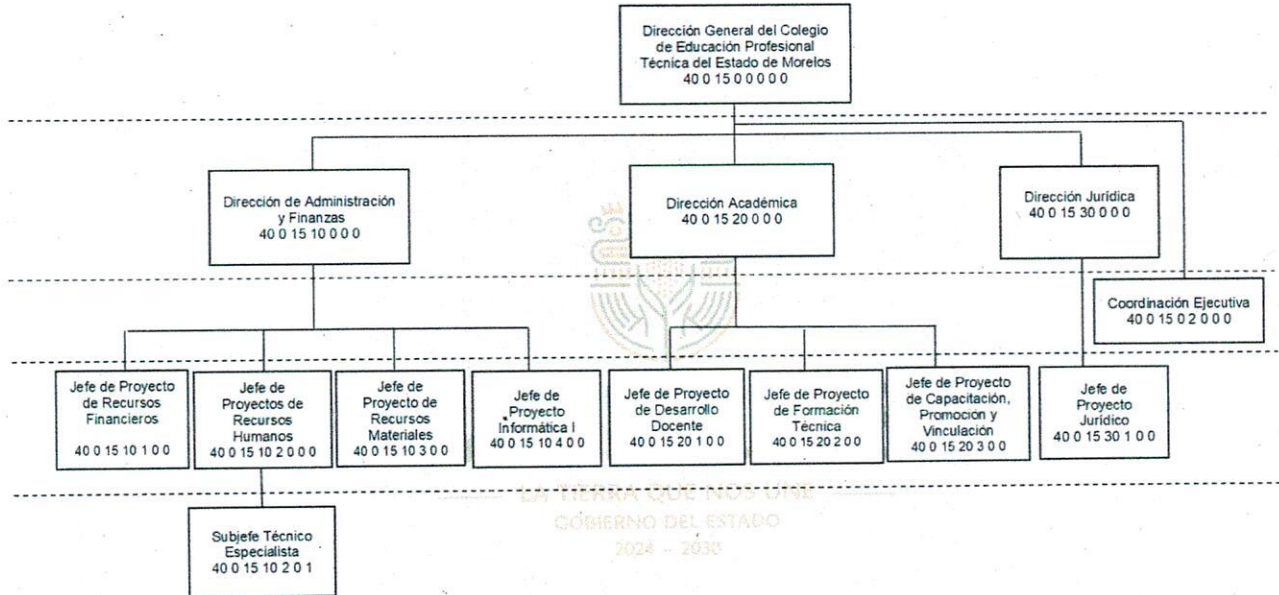 Dirección General del Colegio
de Educación Profesional
Técnica del Estado de Morelos
40 0 15 0 0 0 0 0
Dirección de Administración
y Finanzas
40 0 15 10 0 0 0
Dirección Académica
40 0 15 20 0 0 0
Dirección Jurídica
40 0 15 30 0 0 0
Coordinación Ejecutiva
40 0 15 0 2 0 0 0
Jefe de Proyecto
de Recursos
Financieros
40 0 15 10 1 0 0
Jefe de
Proyectos de
Recursos
Humanos
40 0 15 10 2 0 0 0
Jefe de
Proyecto de
Recursos
Materiales
40 0 15 10 3 0 0
Jefe de
Proyecto
Informática I
40 0 15 10 4 0 0
Jefe de Proyecto
de Desarrollo
Docente
40 0 15 20 1 0 0
Jefe de Proyecto
de Formación
Técnica
40 0 15 20 2 0 0
Jefe de Proyecto
de Capacitación,
Promoción y
Vinculación
40 0 15 20 3 0 0
Jefe de
Proyecto
Jurídico
40 0 15 30 1 0 0
Subjefe Técnico
Especialista
40 0 15 10 2 0 1
LA TIERRA QUE NOS UNE
GOBIERNO DEL ESTADO
2024 - 2030